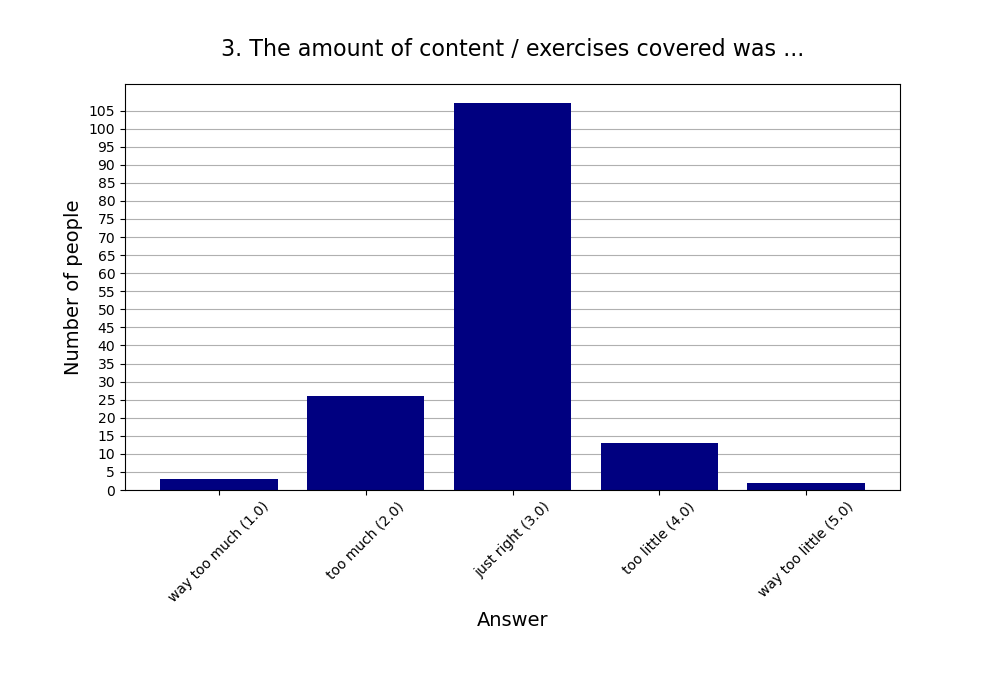 3. The amount of content / exercises covered was ...
Number of people
105
100
95
90
85
80
75
70
65
60
55
50
45
40
35
30
25
20
15
10
5
0
way too much (1.0)
too much (2.0)
just right (3.0)
too little (4.0)
way too little (5.0)
Answer